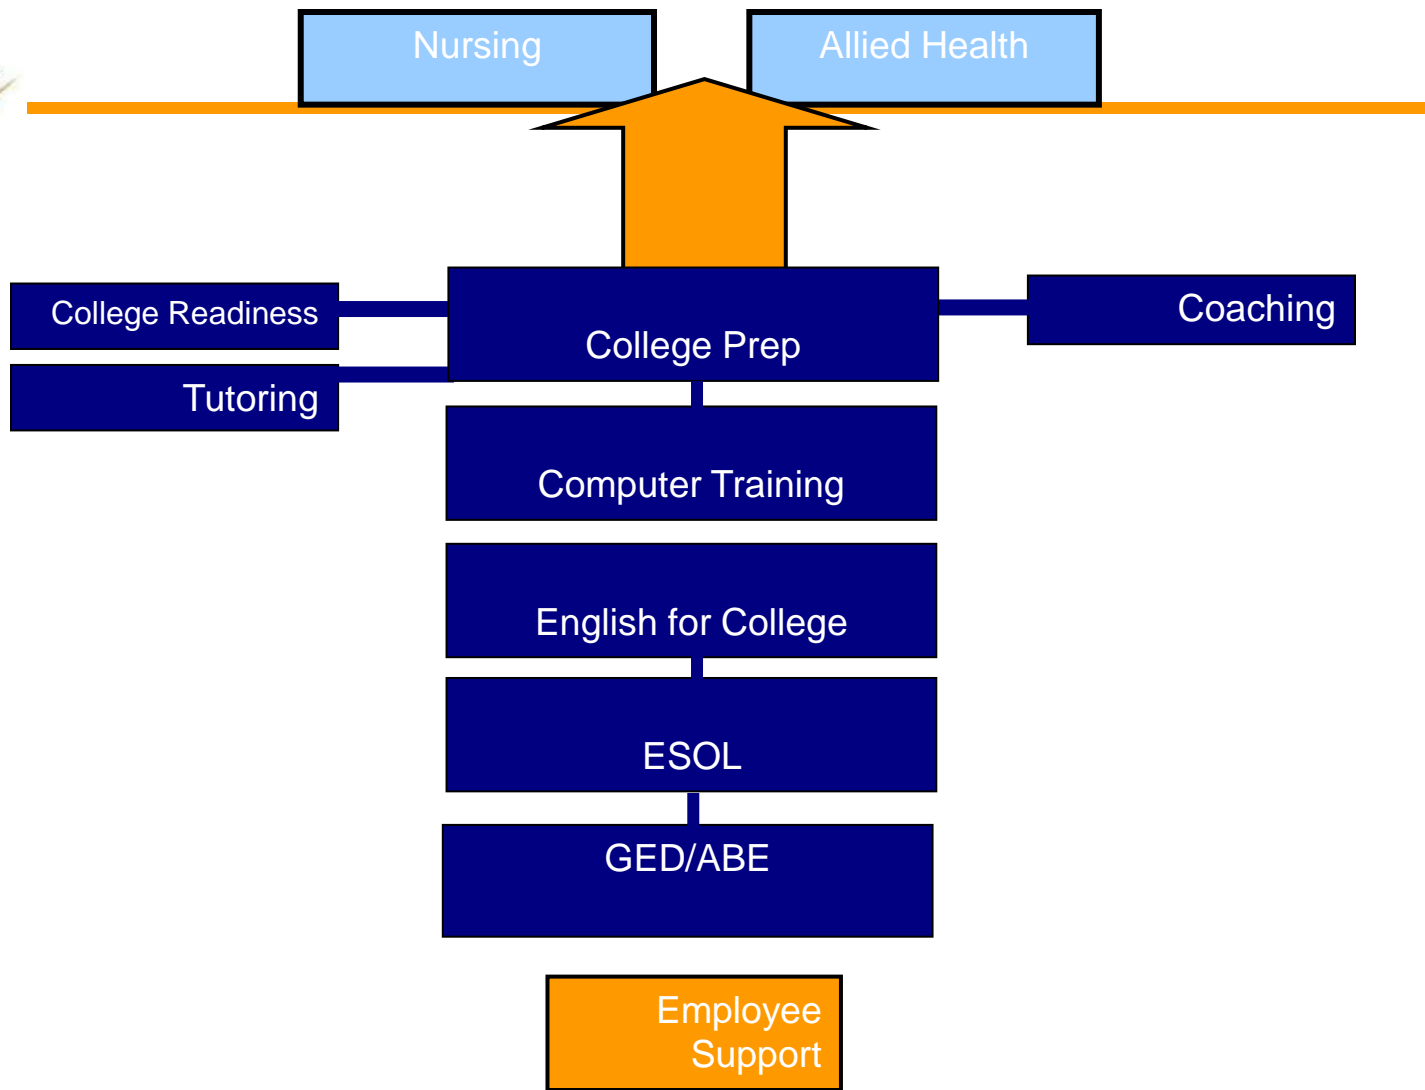 Nursing
Allied Health
College Readiness
Coaching
College Prep
Tutoring
Computer Training
English for College
ESOL
GED/ABE
Employee
Support